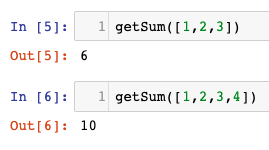 In [5]: 1 getSum([1,2,3])
Out[5]: 6
In [6]: 1 getSum([1,2,3,4])
Out[6]: 10